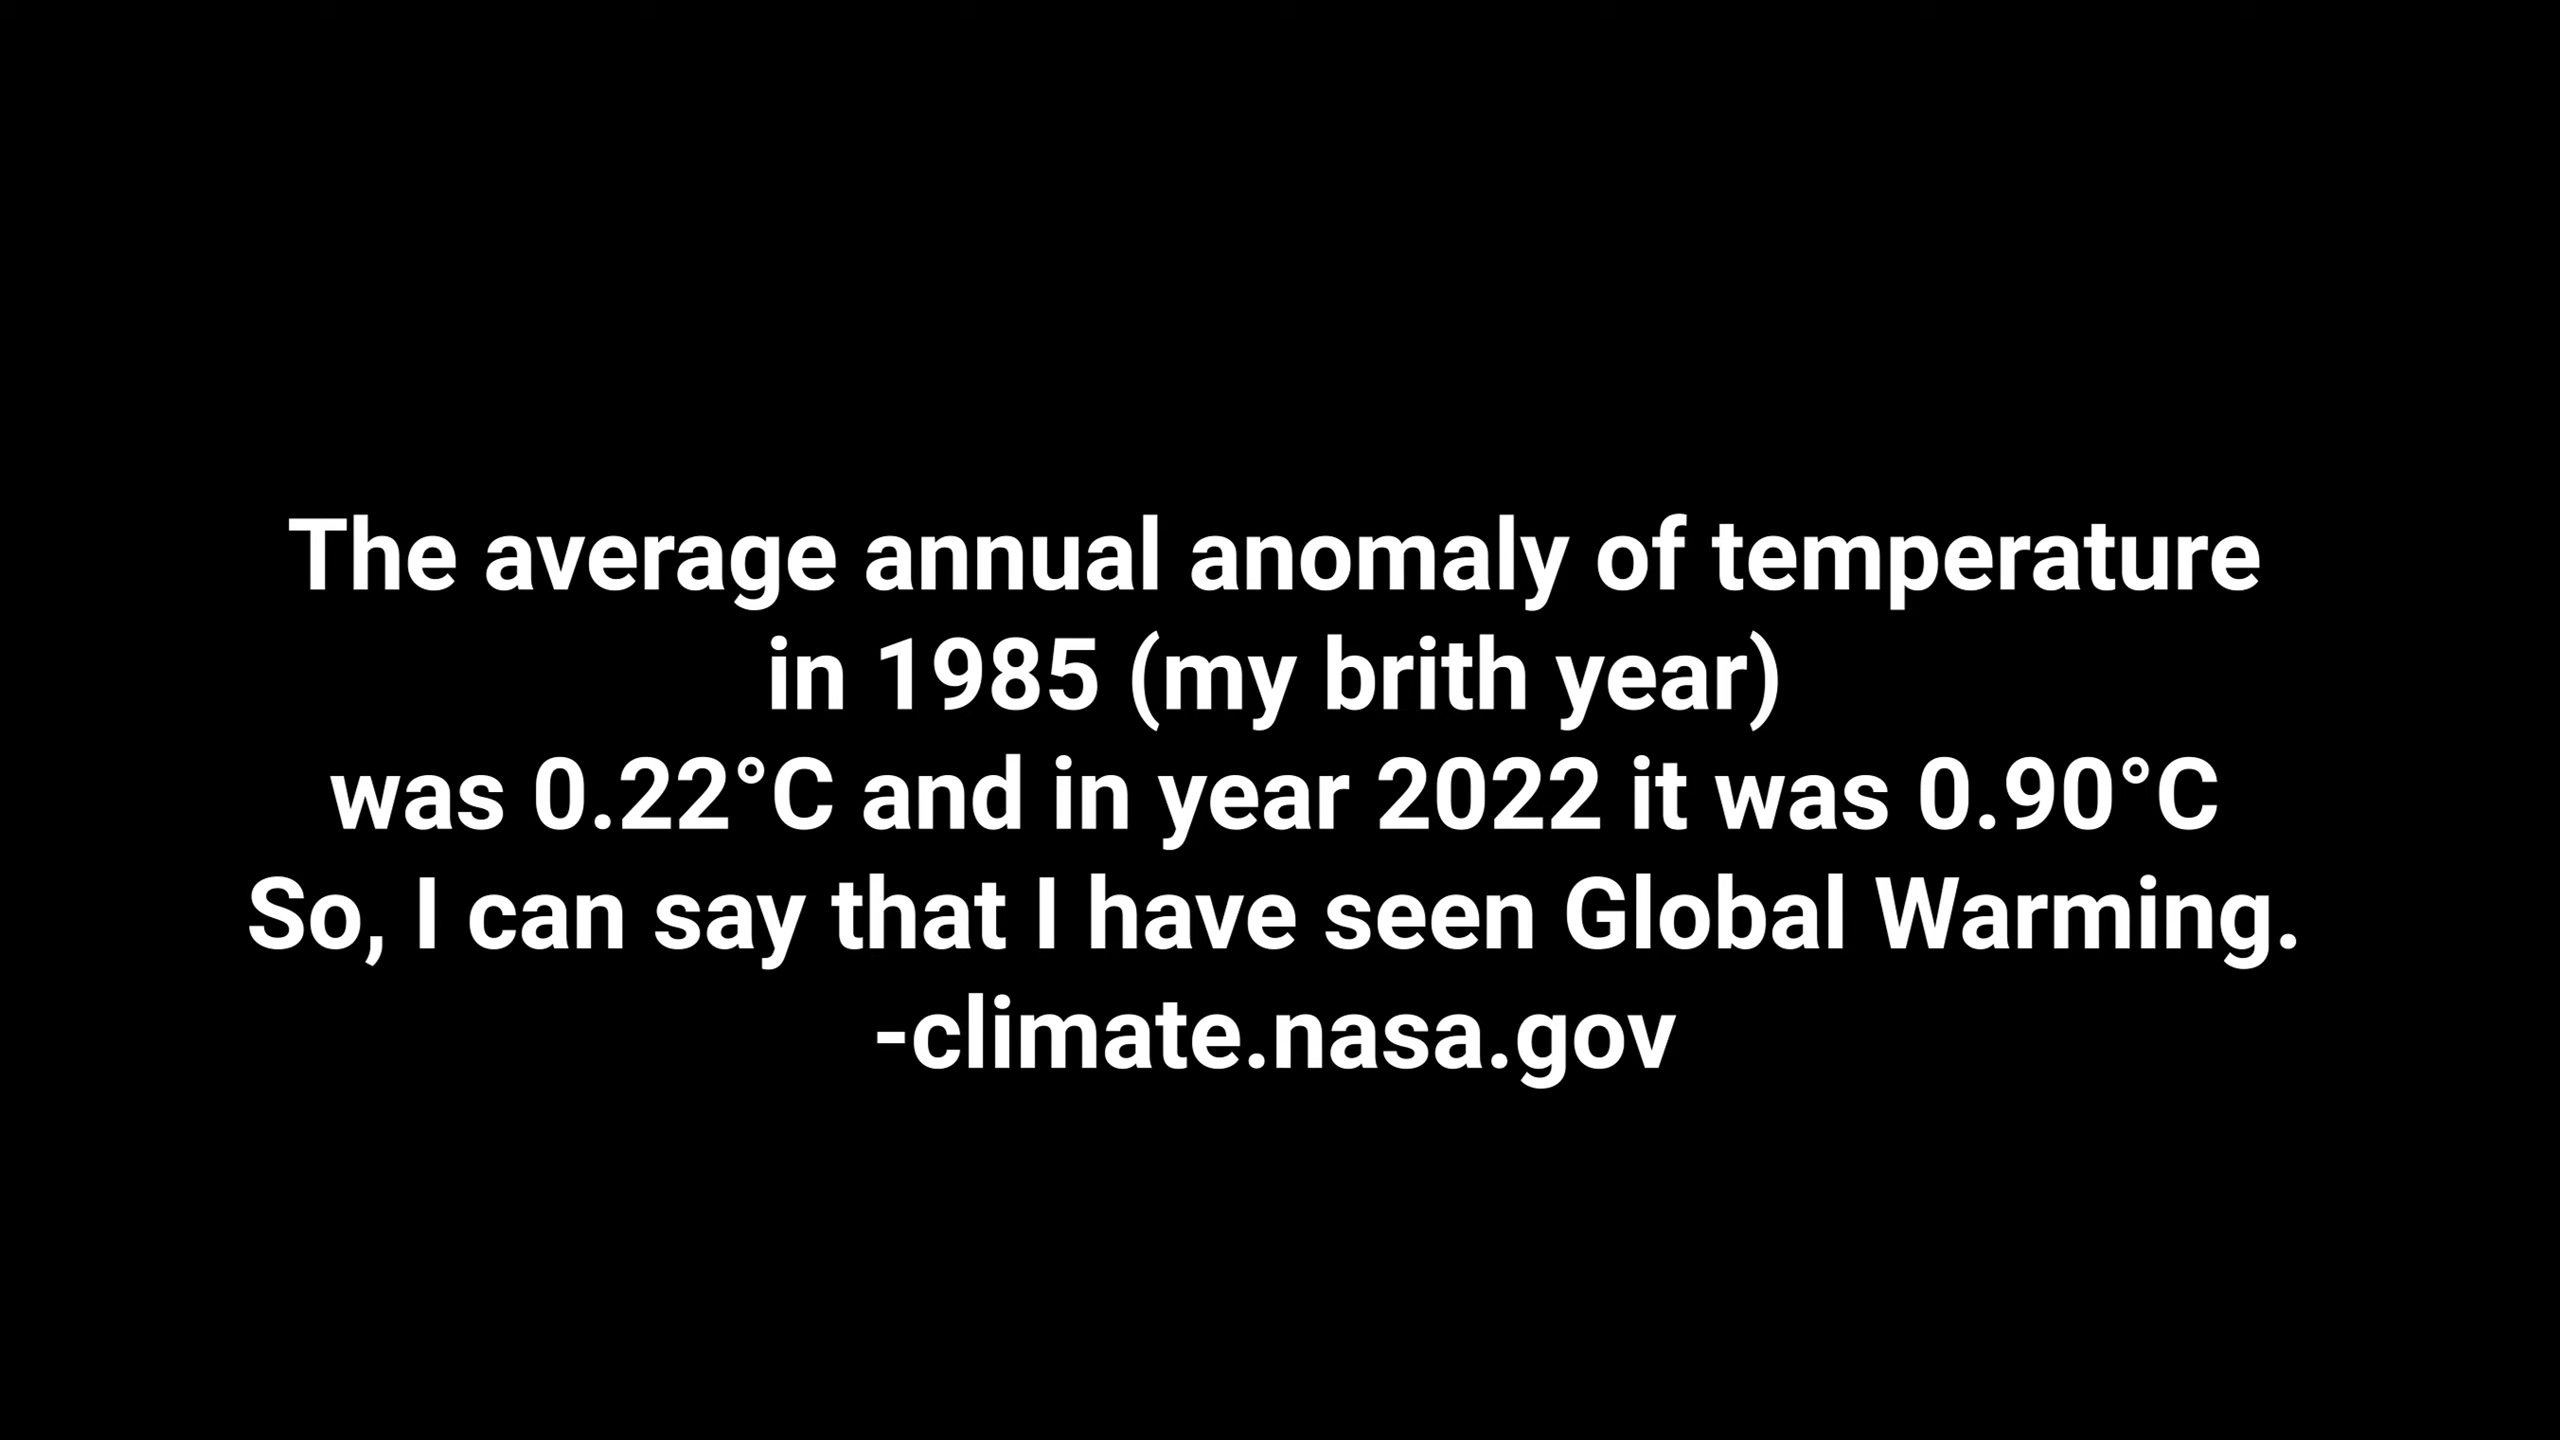 The average annual anomaly of temperature
in 1985 (my brith year)
was 0.22°C and in year 2022 it was 0.90°C
So, I can say that I have seen Global Warming.
-climate.nasa.gov